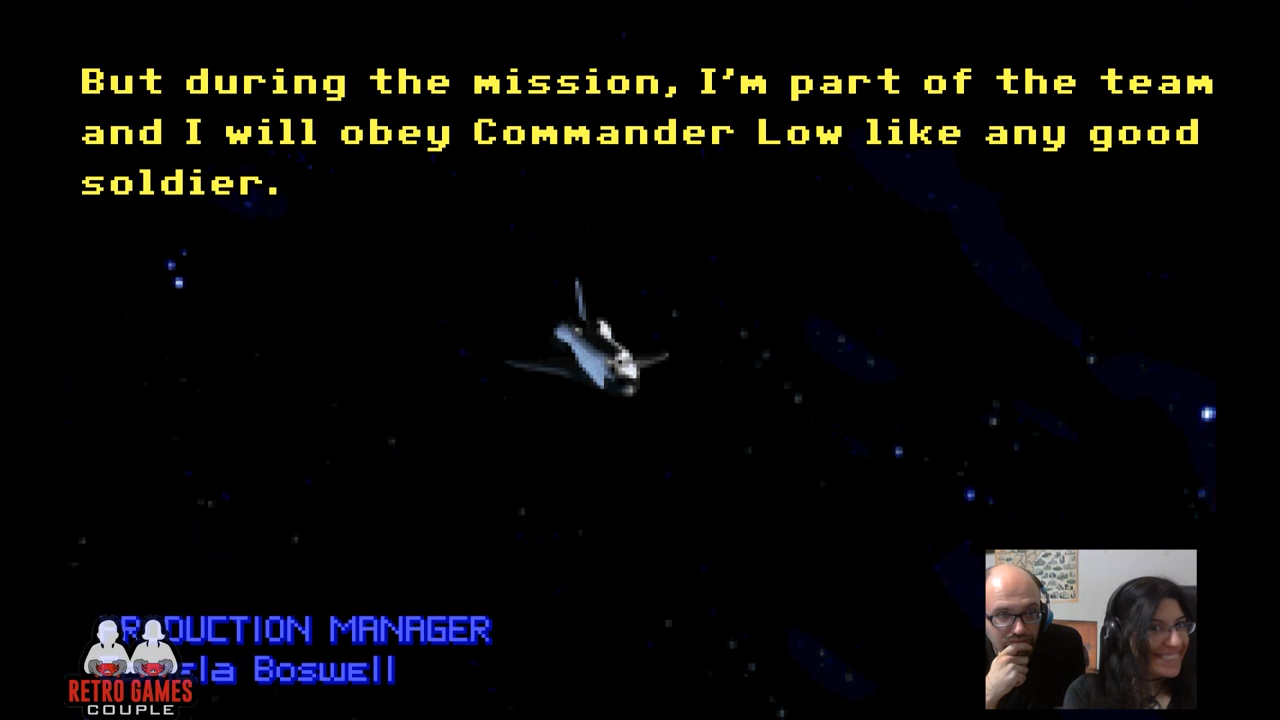 But during the mission, I'm part of the team
and I will obey Commander Low like any good
soldier.
PRODUCTION MANAGER
Boswell
RETRO GAMES
COUPLE